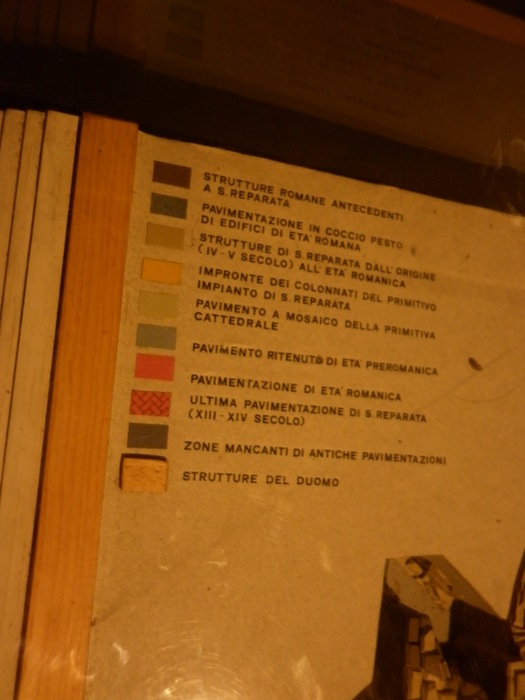 STRUTTURE ROMANE ANTECEDENTI
A S.REPARATA
PAVIMENTAZIONE IN COCCIO PESTO
DI EDIFICI DI ETA' ROMANA
STRUTTURE DI S.REPARATA DALL'ORIGINE
(IV-V SECOLO) ALL'ETA' ROMANICA
IMPRONTE DEI COLONNATI DEL PRIMITIVO
IMPIANTO DI S.REPARATA
PAVIMENTO A MOSAICO DELLA PRIMITIVA
CATTEDRALE
PAVIMENTO RITENUTO DI ETA' PREROMANICA
PAVIMENTAZIONE DI ETA' ROMANICA
ULTIMA PAVIMENTAZIONE DI S.REPARATA
(XIII-XIV SECOLO)
ZONE MANCANTI DI ANTICHE PAVIMENTAZIONI
STRUTTURE DEL DUOMO